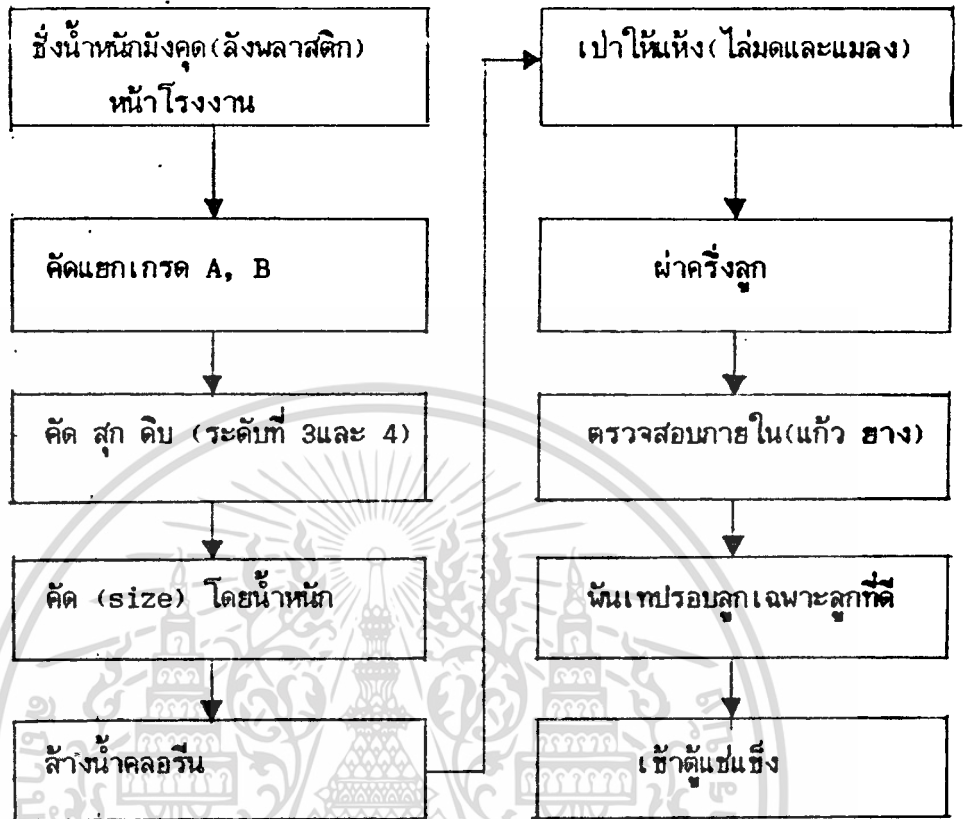 ชั่งน้ำหนักมังคุด(ลังพลาสติก)
หน้าโรงงาน
คัดแยกเกรด A, B
คัด สุก ดิบ (ระดับที่ 3และ 4)
คัด (size) โดยน้ำหนัก
ล้างน้ำคลอรีน
เป่าให้แห้ง(ไล่มดและแมลง)
ผ่าครึ่งลูก
ตรวจสอบภายใน(แก้ว ยาง)
พันเทปรอบลูกเฉพาะลูกที่ดี
เข้าตู้แช่แข็ง